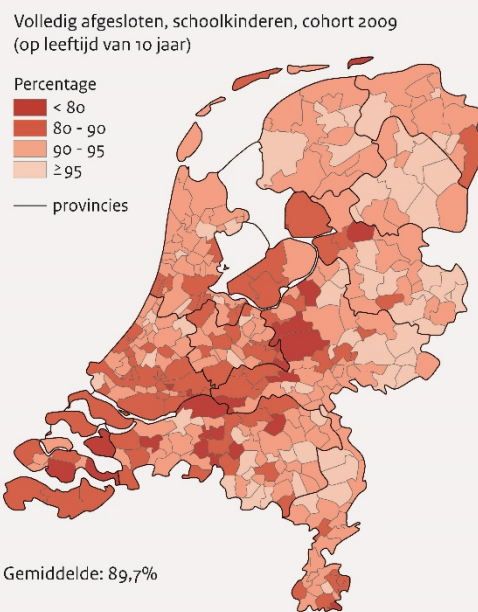 Volledig afgesloten, schoolkinderen, cohort 2009
(op leeftijd van 10 jaar)
Percentage
< 80
80 - 90
90 - 95
≥ 95
provincies
Gemiddelde: 89,7%